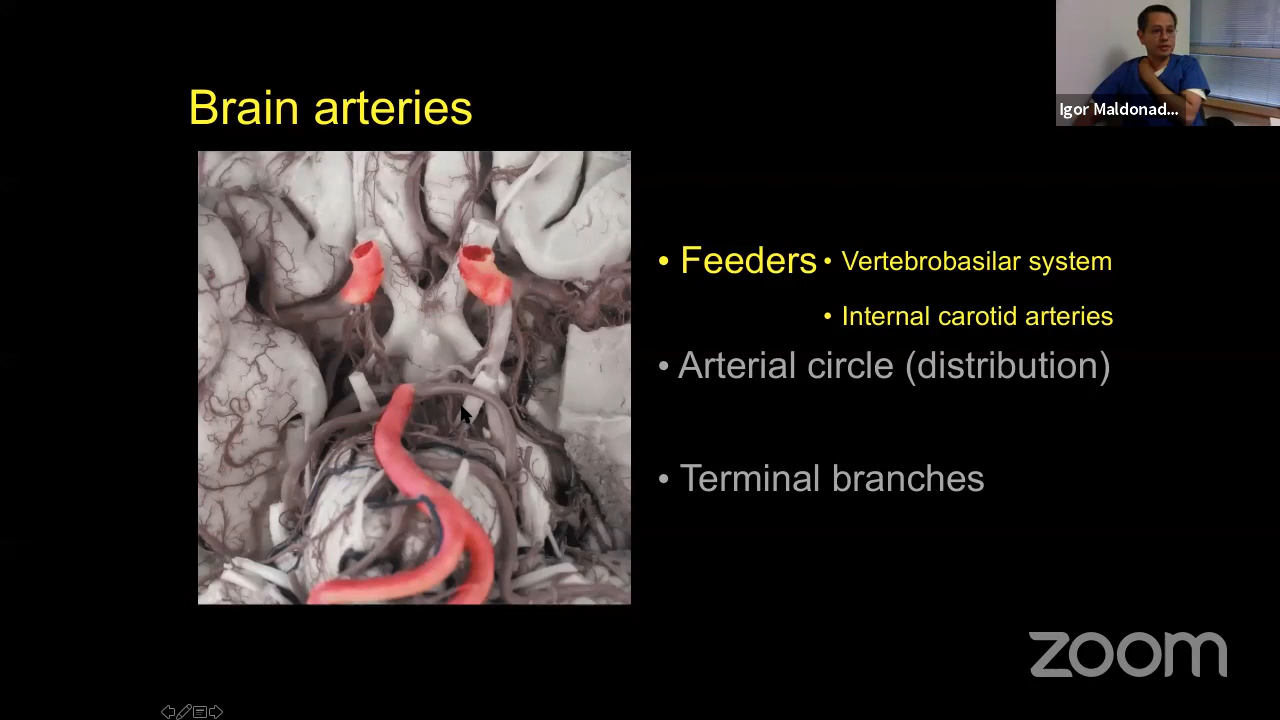 Igor Maldonad...
Brain arteries
• Feeders • Vertebrobasilar system
• Internal carotid arteries
• Arterial circle (distribution)
• Terminal branches
zoom